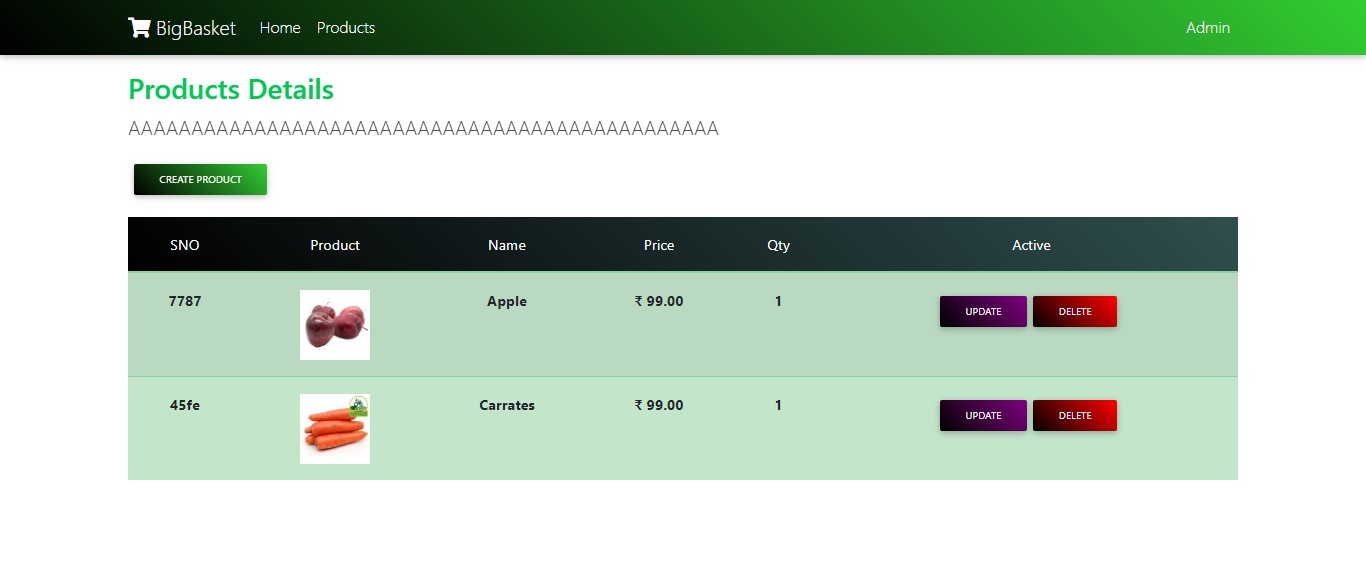 BigBasket Home Products Admin
Products Details
AAAAAAAAAAAAAAAAAAAAAAAAAAAAAAAAAAAAAAAAAAAAAAA
CREATE PRODUCT
SNO Product Name Price Qty Active
7787 Apple ₹ 99.00 1 UPDATE DELETE
45fe Carrates ₹ 99.00 1 UPDATE DELETE